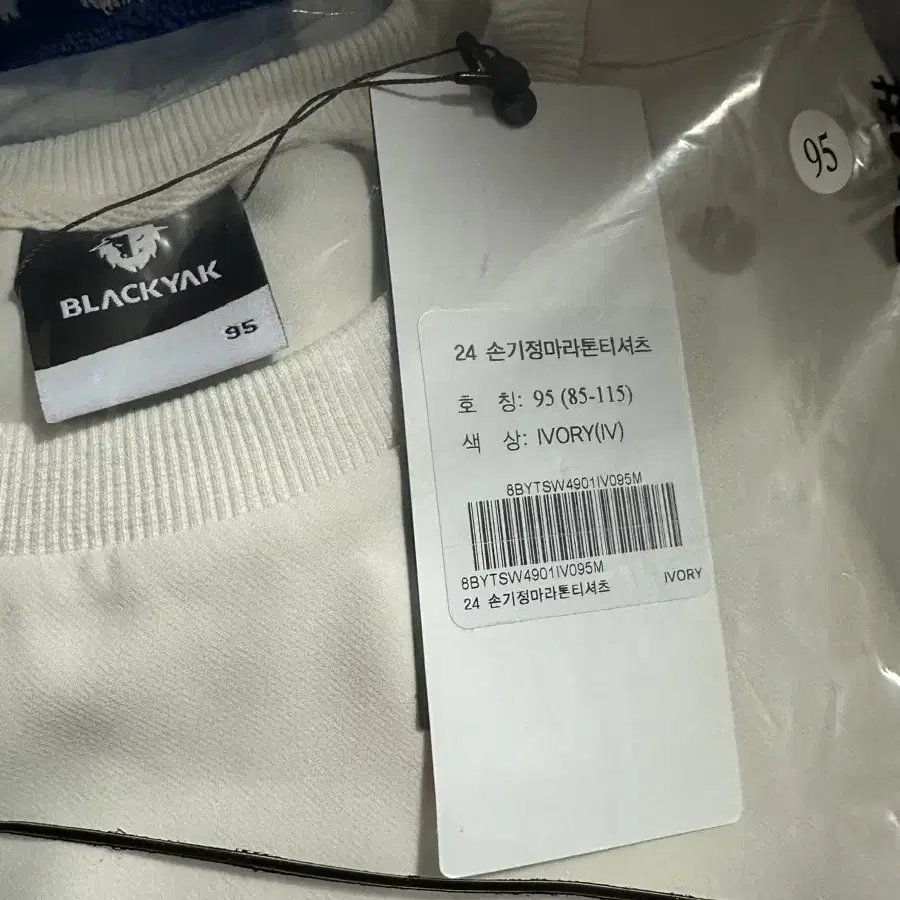 95
BLACKYAK
95
24 손기정마라톤티셔츠
호 칭: 95 (85-115)
색 상: IVORY(IV)
8BYTSW4901IV095M
8BYTSW4901IV095M
IVORY
24 손기정마라톤티셔츠